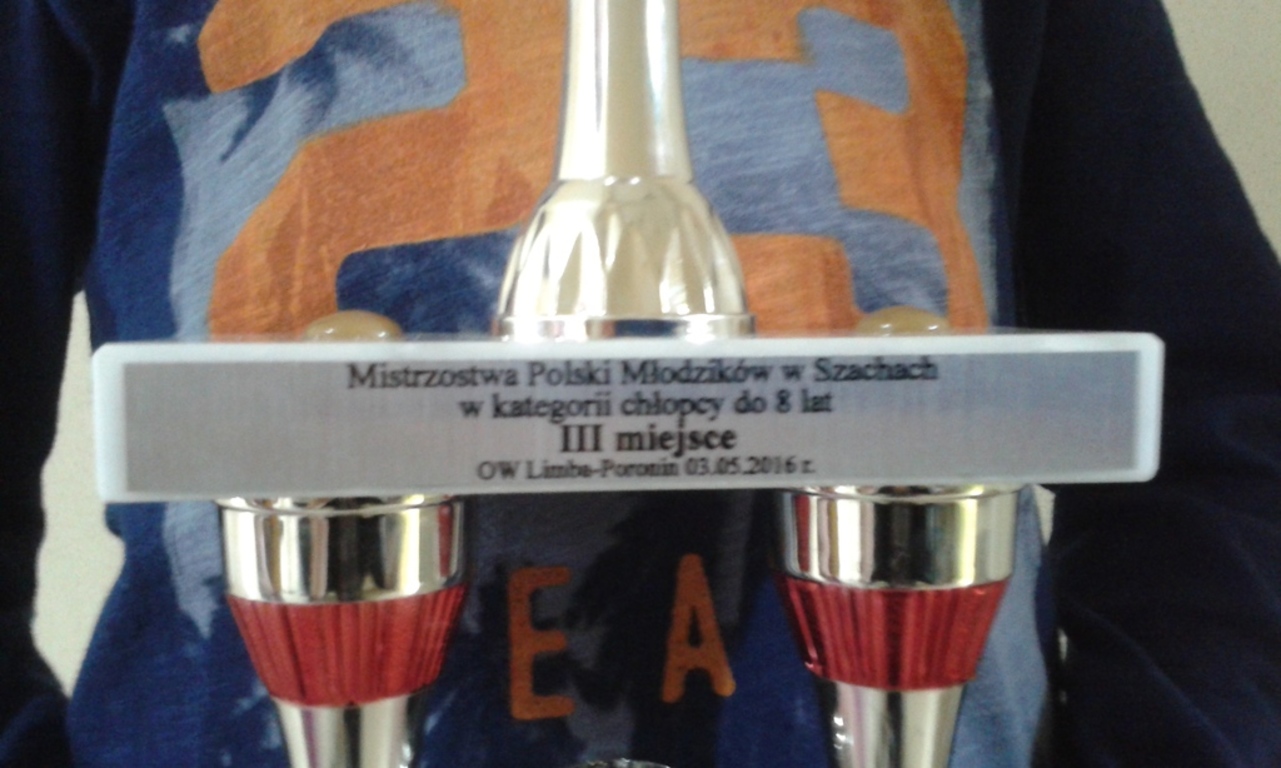 Mistrzostwa Polski Młodzików w Szachach
w kategorii chłopcy do 8 lat
III miejsce
OW Limba-Poronin 03.05.2016 r.
E A